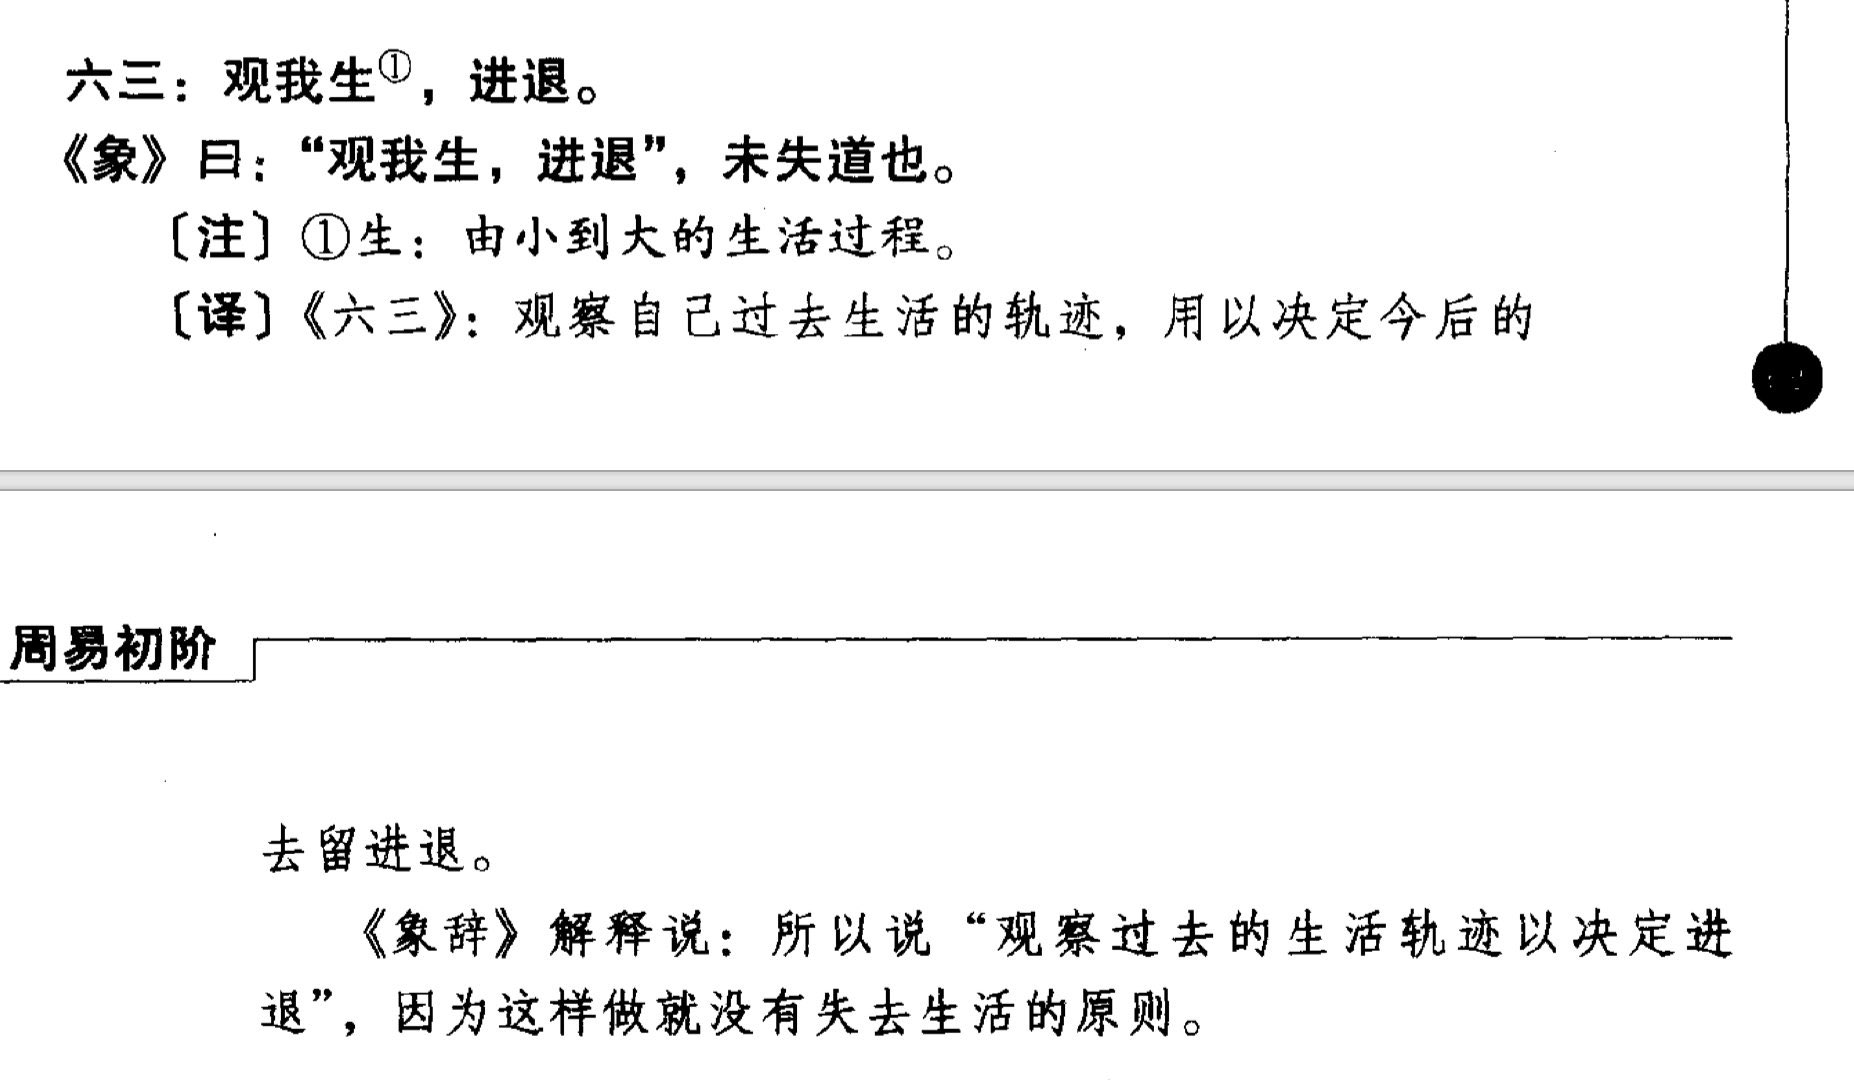 六三：观我生①，进退。
《象》曰：“观我生，进退”，未失道也。
〔注〕①生：由小到大的生活过程。
〔译〕《六三》：观察自己过去生活的轨迹，用以决定今后的
周易初阶
去留进退。
《象辞》解释说：所以说“观察过去的生活轨迹以决定进
退”，因为这样做就没有失去生活的原则。